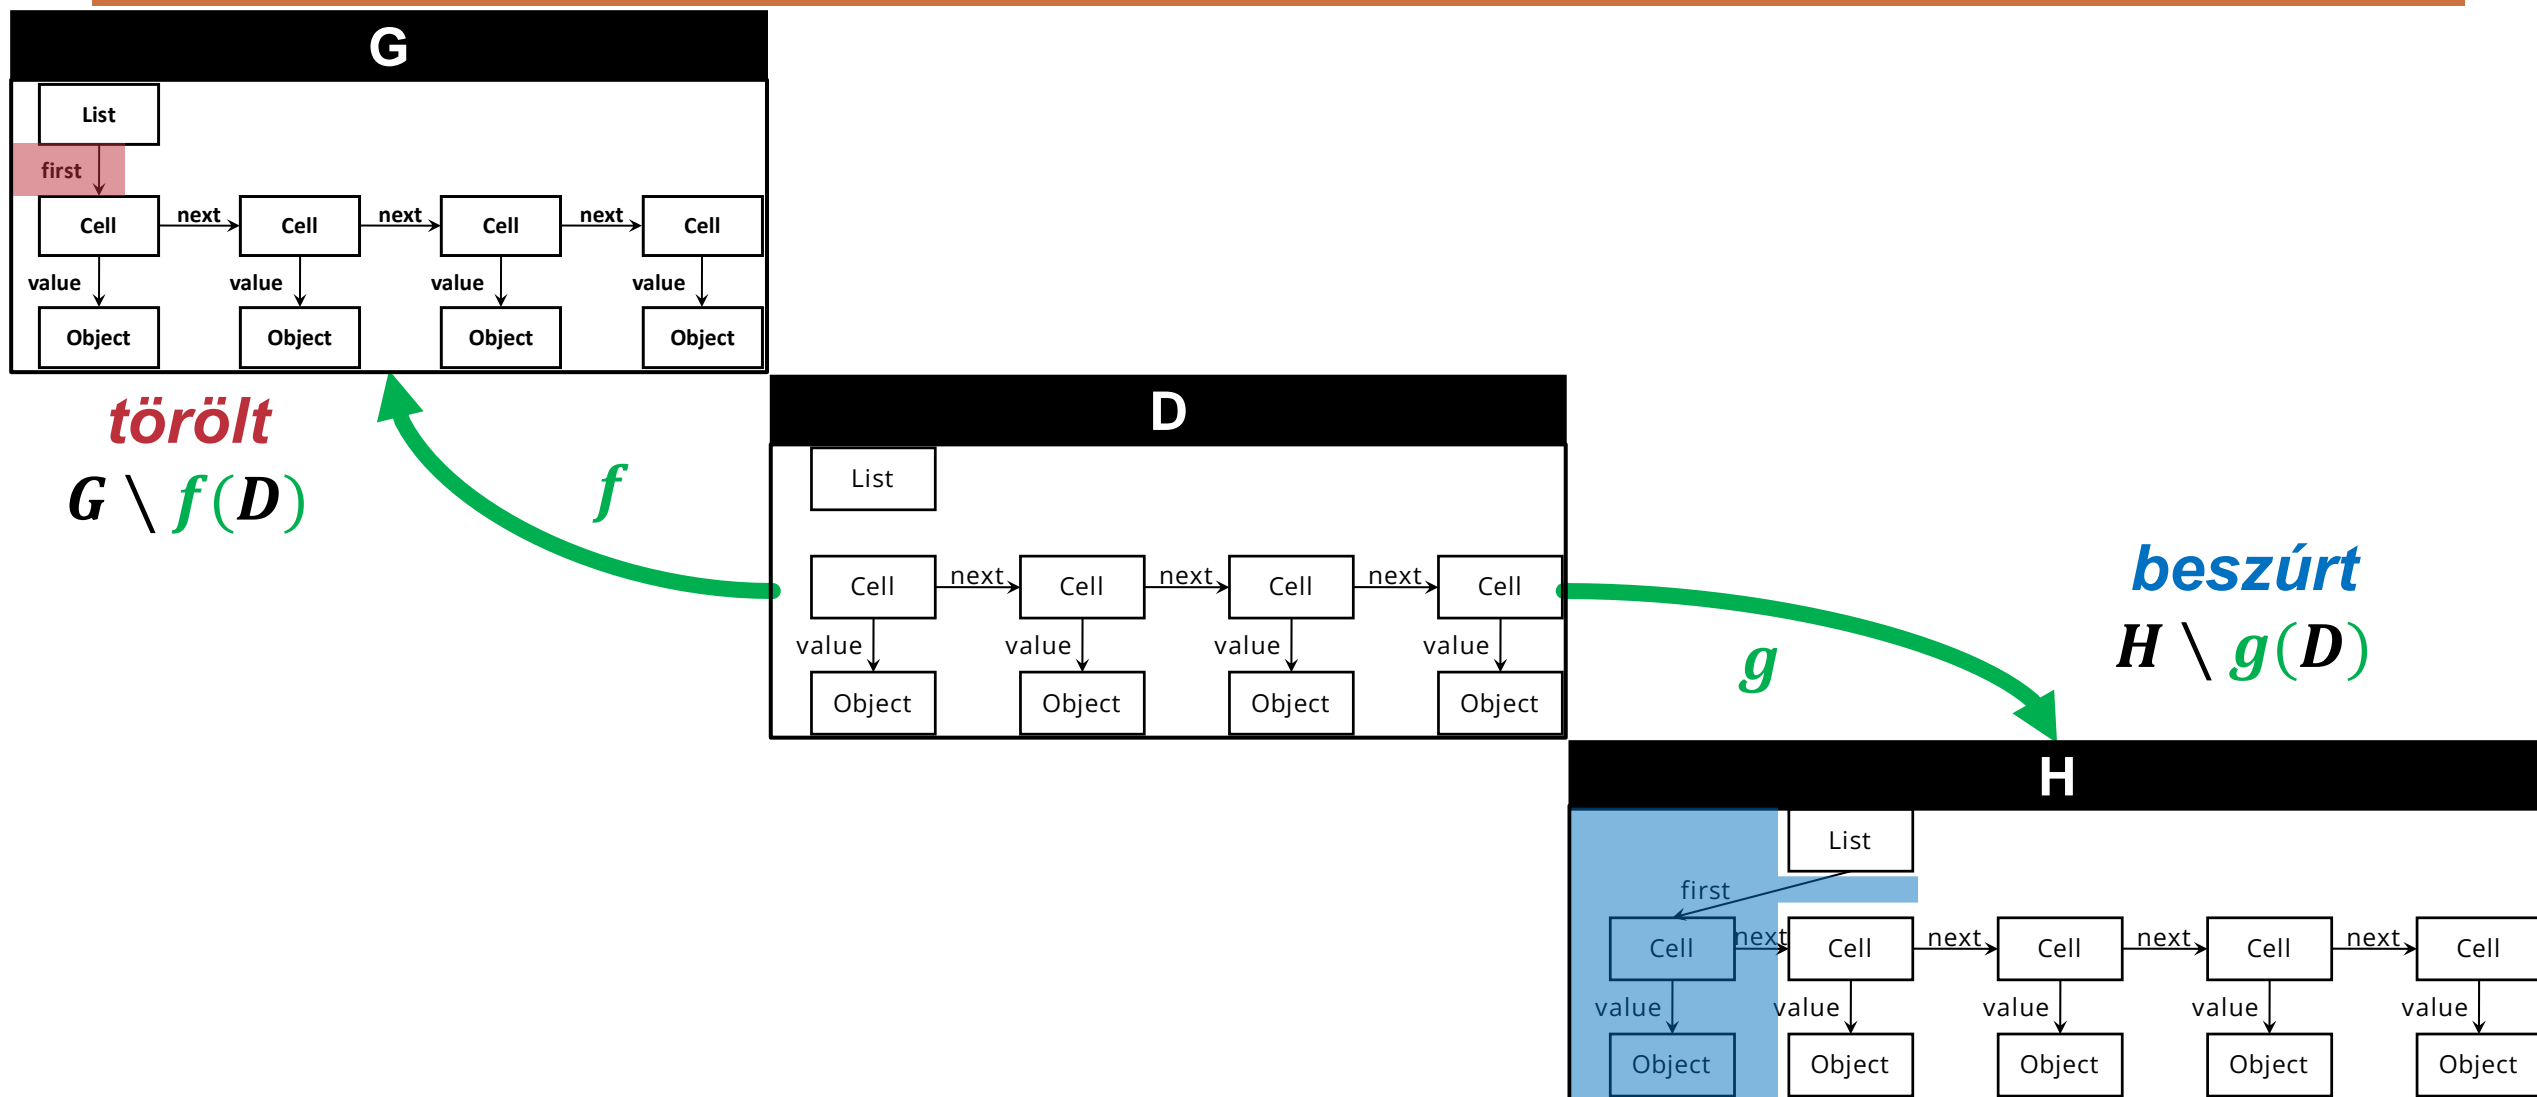 G
List
first
Cell next Cell next Cell next Cell
value value value value
Object Object Object Object
törölt
G \ f(D)
f
D
List
Cell next Cell next Cell next Cell
value value value value
Object Object Object Object
g
beszúrt
H \ g(D)
H
List
first
Cell next Cell next Cell next Cell next Cell
value value value value value
Object Object Object Object Object